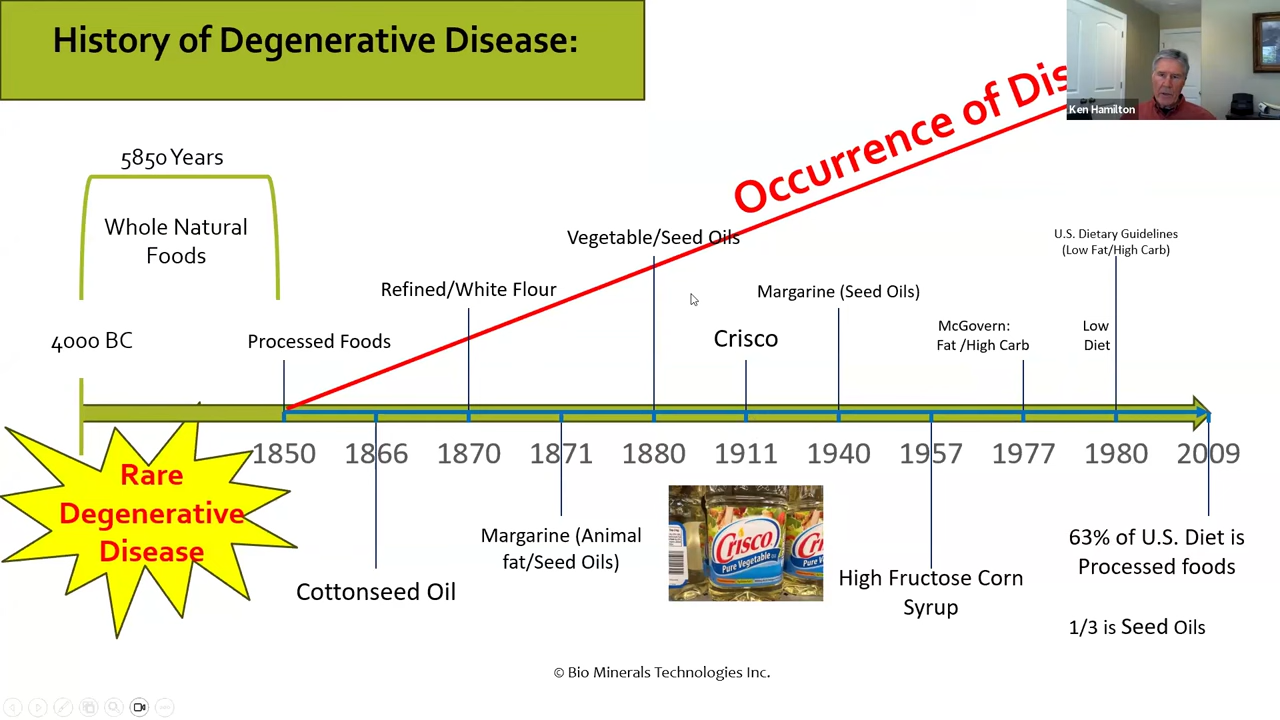 History of Degenerative Disease:
Occurrence of Dis
Ken Hamilton
5850 Years
Whole Natural
Foods
4000 BC
Processed Foods
Refined/White Flour
Vegetable/Seed Oils
Crisco
Margarine (Seed Oils)
McGovern:
Fat /High Carb
Low
Diet
U.S. Dietary Guidelines
(Low Fat/High Carb)
1850 1866 1870 1871 1880 1911 1940 1957 1977 1980 2009
Rare
Degenerative
Disease
Cottonseed Oil
Margarine (Animal
fat/Seed Oils)
Crisco
Pure Vegetable
High Fructose Corn
Syrup
63% of U.S. Diet is
Processed foods
1/3 is Seed Oils
© Bio Minerals Technologies Inc.